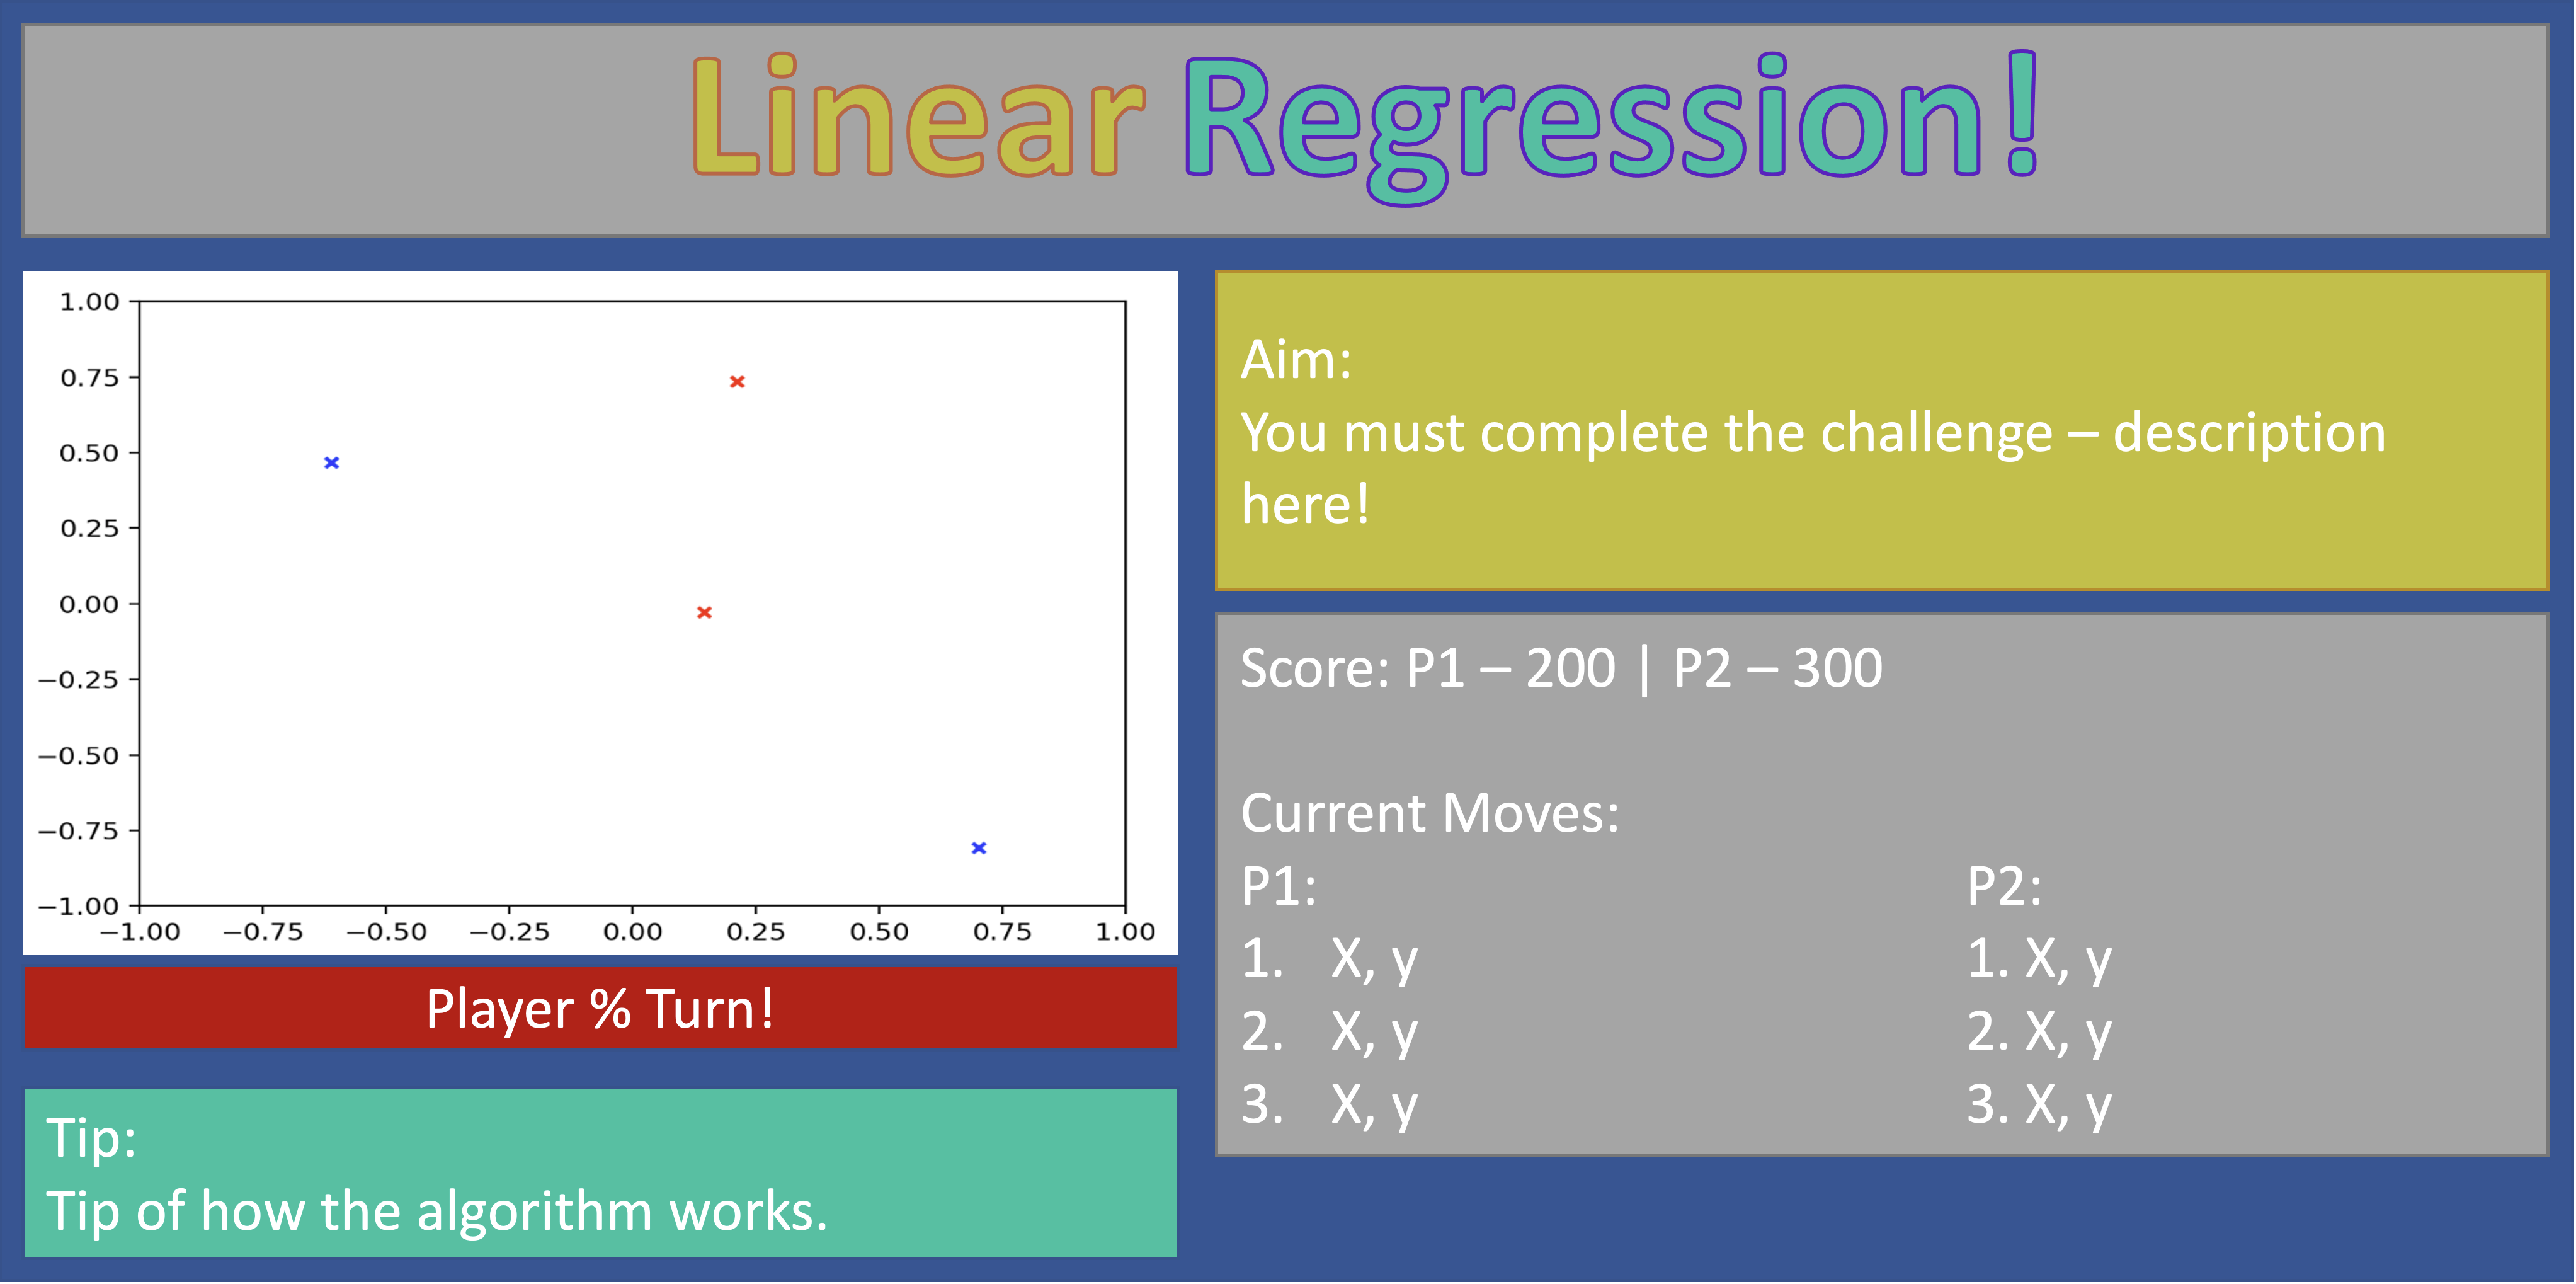 Linear Regression!
1.00
0.75
0.50
0.25
0.00
−0.25
−0.50
−0.75
−1.00
−1.00 −0.75 −0.50 −0.25 0.00 0.25 0.50 0.75 1.00
Player % Turn!
Tip:
Tip of how the algorithm works.
Aim:
You must complete the challenge – description
here!
Score: P1 – 200 | P2 – 300
Current Moves:
P1: P2:
1. X, y 1. X, y
2. X, y 2. X, y
3. X, y 3. X, y